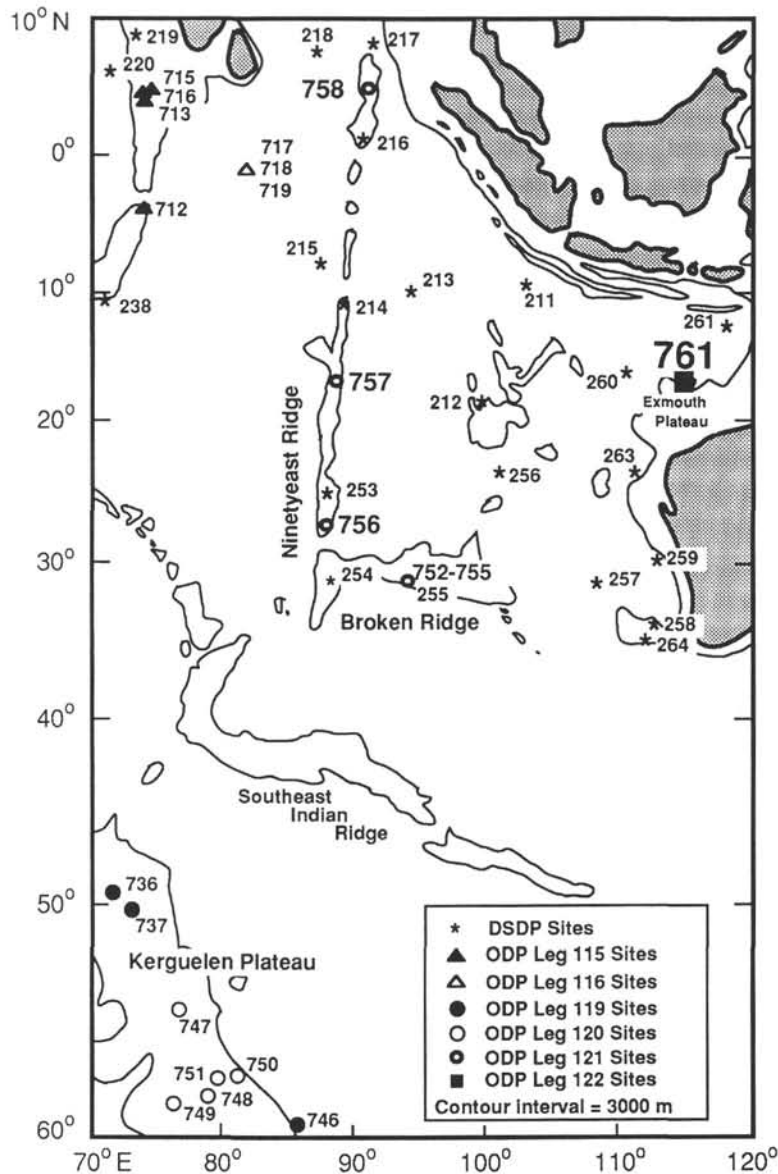 10° N
219
218
217
220
715
716
713
758
216
717
718
719
0°
712
215
213
211
238
10°
214
261
761
757
260
Exmouth
Plateau
212
20°
Ninetyeast Ridge
263
256
253
756
30°
254
752-755
255
257
259
Broken Ridge
258
264
40°
Southeast
Indian
Ridge
736
737
50°
Kerguelen Plateau
747
751
750
748
749
746
60°
* DSDP Sites
ODP Leg 115 Sites
ODP Leg 116 Sites
ODP Leg 119 Sites
ODP Leg 120 Sites
ODP Leg 121 Sites
ODP Leg 122 Sites
Contour interval = 3000 m
70° E 80° 90° 100° 110° 120°